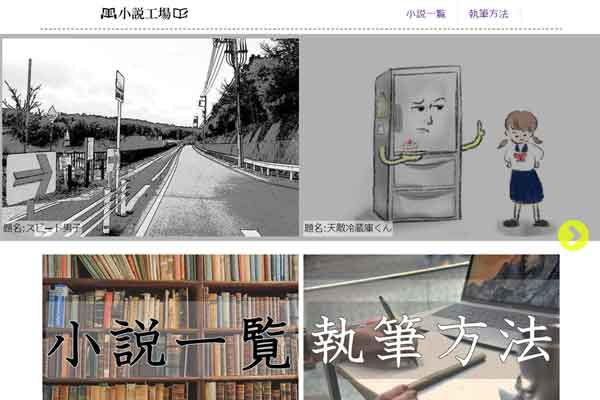 小説工場
小説一覧
執筆方法
題名:スピード男子
題名:天敵冷蔵庫くん
小説一覧
執筆方法